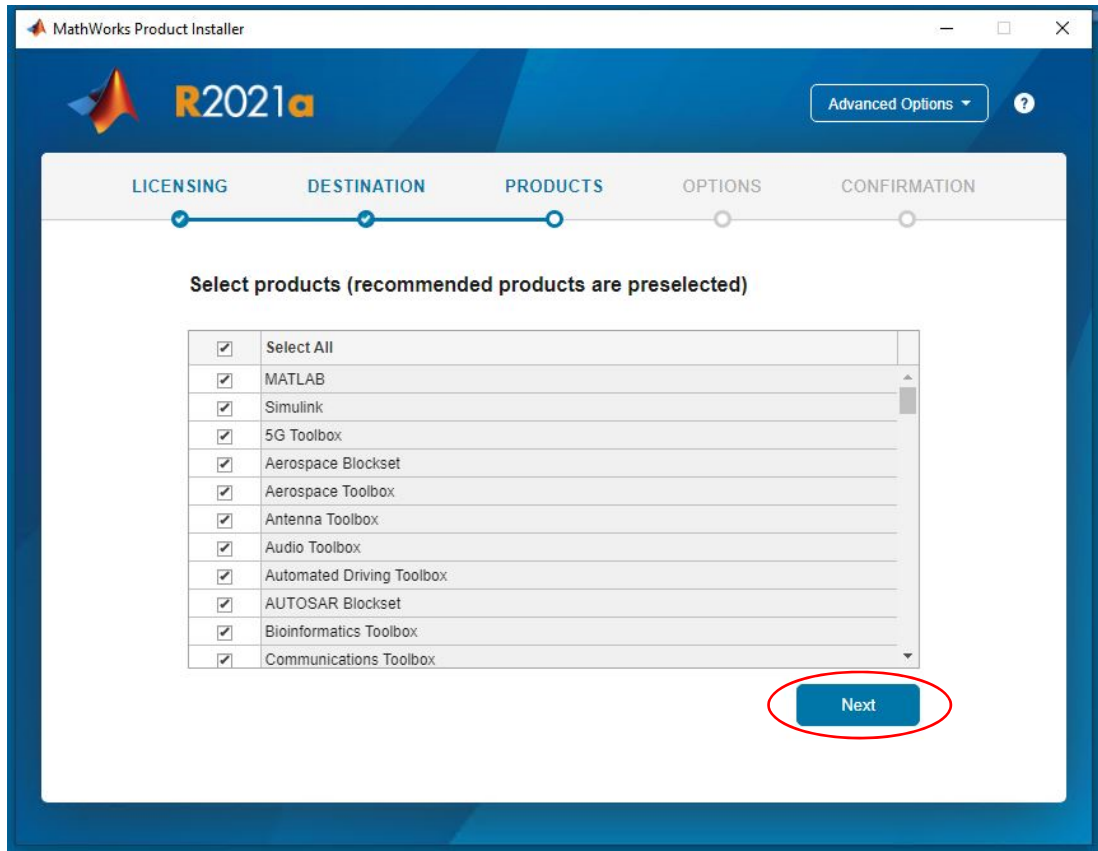 MathWorks Product Installer
R2021a
Advanced Options
?
LICENSING DESTINATION PRODUCTS OPTIONS CONFIRMATION
Select products (recommended products are preselected)
Select All
MATLAB
Simulink
5G Toolbox
Aerospace Blockset
Aerospace Toolbox
Antenna Toolbox
Audio Toolbox
Automated Driving Toolbox
AUTOSAR Blockset
Bioinformatics Toolbox
Communications Toolbox
Next